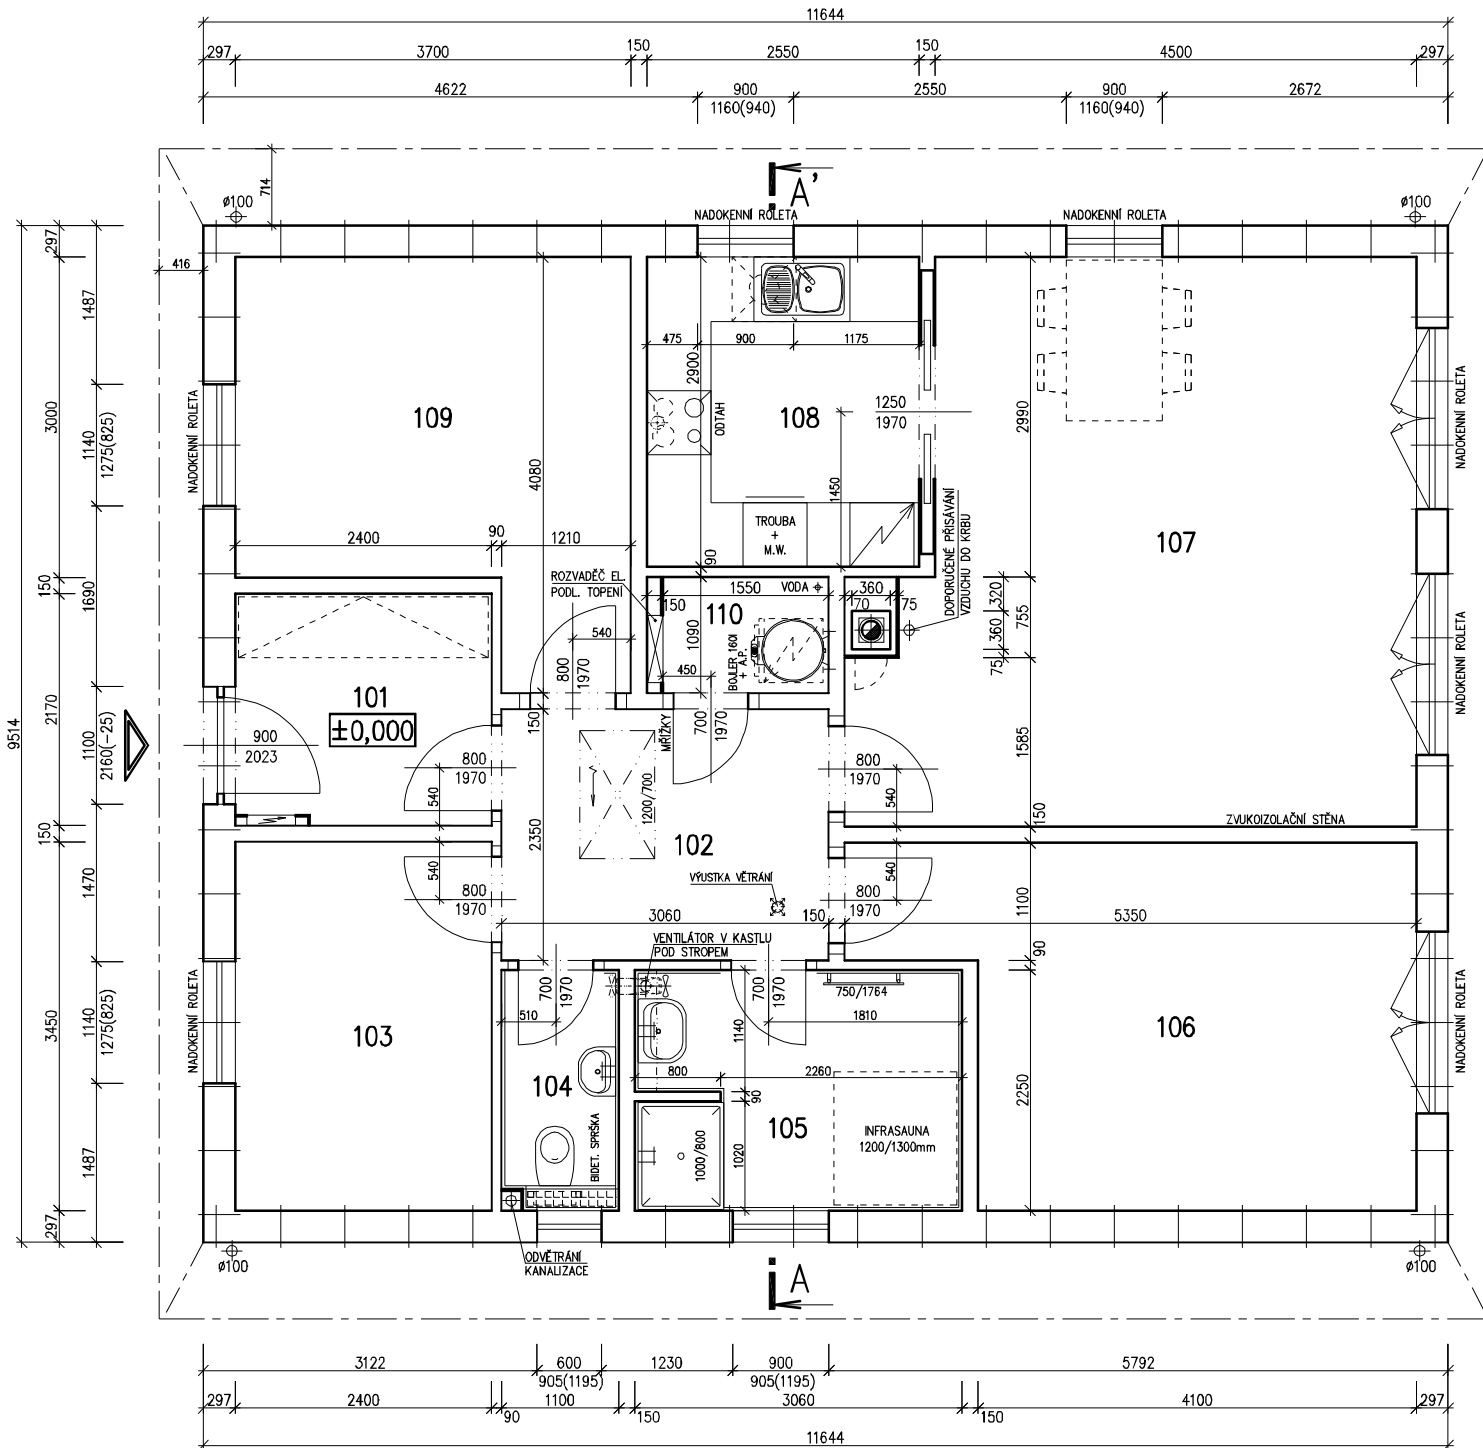 11644
297 3700 150 2550 150 4500 297
4622 900 2550 900 2672
1160(940) 1160(940)
714
A'
ø100 ø100
NADOKENNÍ ROLETA NADOKENNÍ ROLETA
416
9514
297
3000
150
2170
150
3450
297
1487
1140
1275(825)
1690
1100
2160(-25)
1470
1140
1275(825)
1487
NADOKENNÍ ROLETA
NADOKENNÍ ROLETA
NADOKENNÍ ROLETA
NADOKENNÍ ROLETA
NADOKENNÍ ROLETA
109
4080
2400 90 1210
475 900 1175
2900
ODTAH
108
1250
1970
1450
TROUBA
+
M.W.
90
2990
107
DOPORUČENÉ PŘISÁVÁNÍ
VZDUCHU DO KRBU
ROZVADĚČ EL.
PODL. TOPENÍ
1550 VODA
150
110
1090
450
BOJLER 160l
+ A.P.
360
70 75
320
360
75
755
1585
150
540
800
1970
101
±0,000
900
2023
800
1970
540
150
MŘÍŽKY
700
1970
1200/700
2350
102
800
1970
540
ZVUKOIZOLAČNÍ STĚNA
540
800
1970
VÝUSTKA VĚTRÁNÍ
540
800
1970
1100
90
3060 150 5350
VENTILÁTOR V KASTLU
POD STROPEM
700
1970
510
700
1970
750/1764
1810
1140
800 2260
90
1020
103
104
BIDET. SPRŠKA
1000/800
105
INFRASAUNA
1200/1300mm
106
2250
ODVĚTRÁNÍ
KANALIZACE
ø100 ø100
A
3122 600 1230 900 5792
905(1195) 905(1195)
297 2400 1100 3060 4100 297
90 150 150
11644